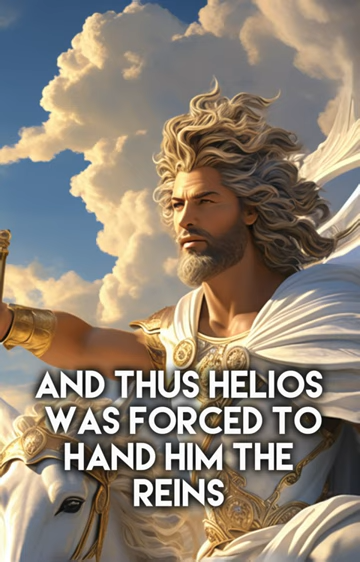 AND THUS HELIOS
WAS FORCED TO
HAND HIM THE
REINS